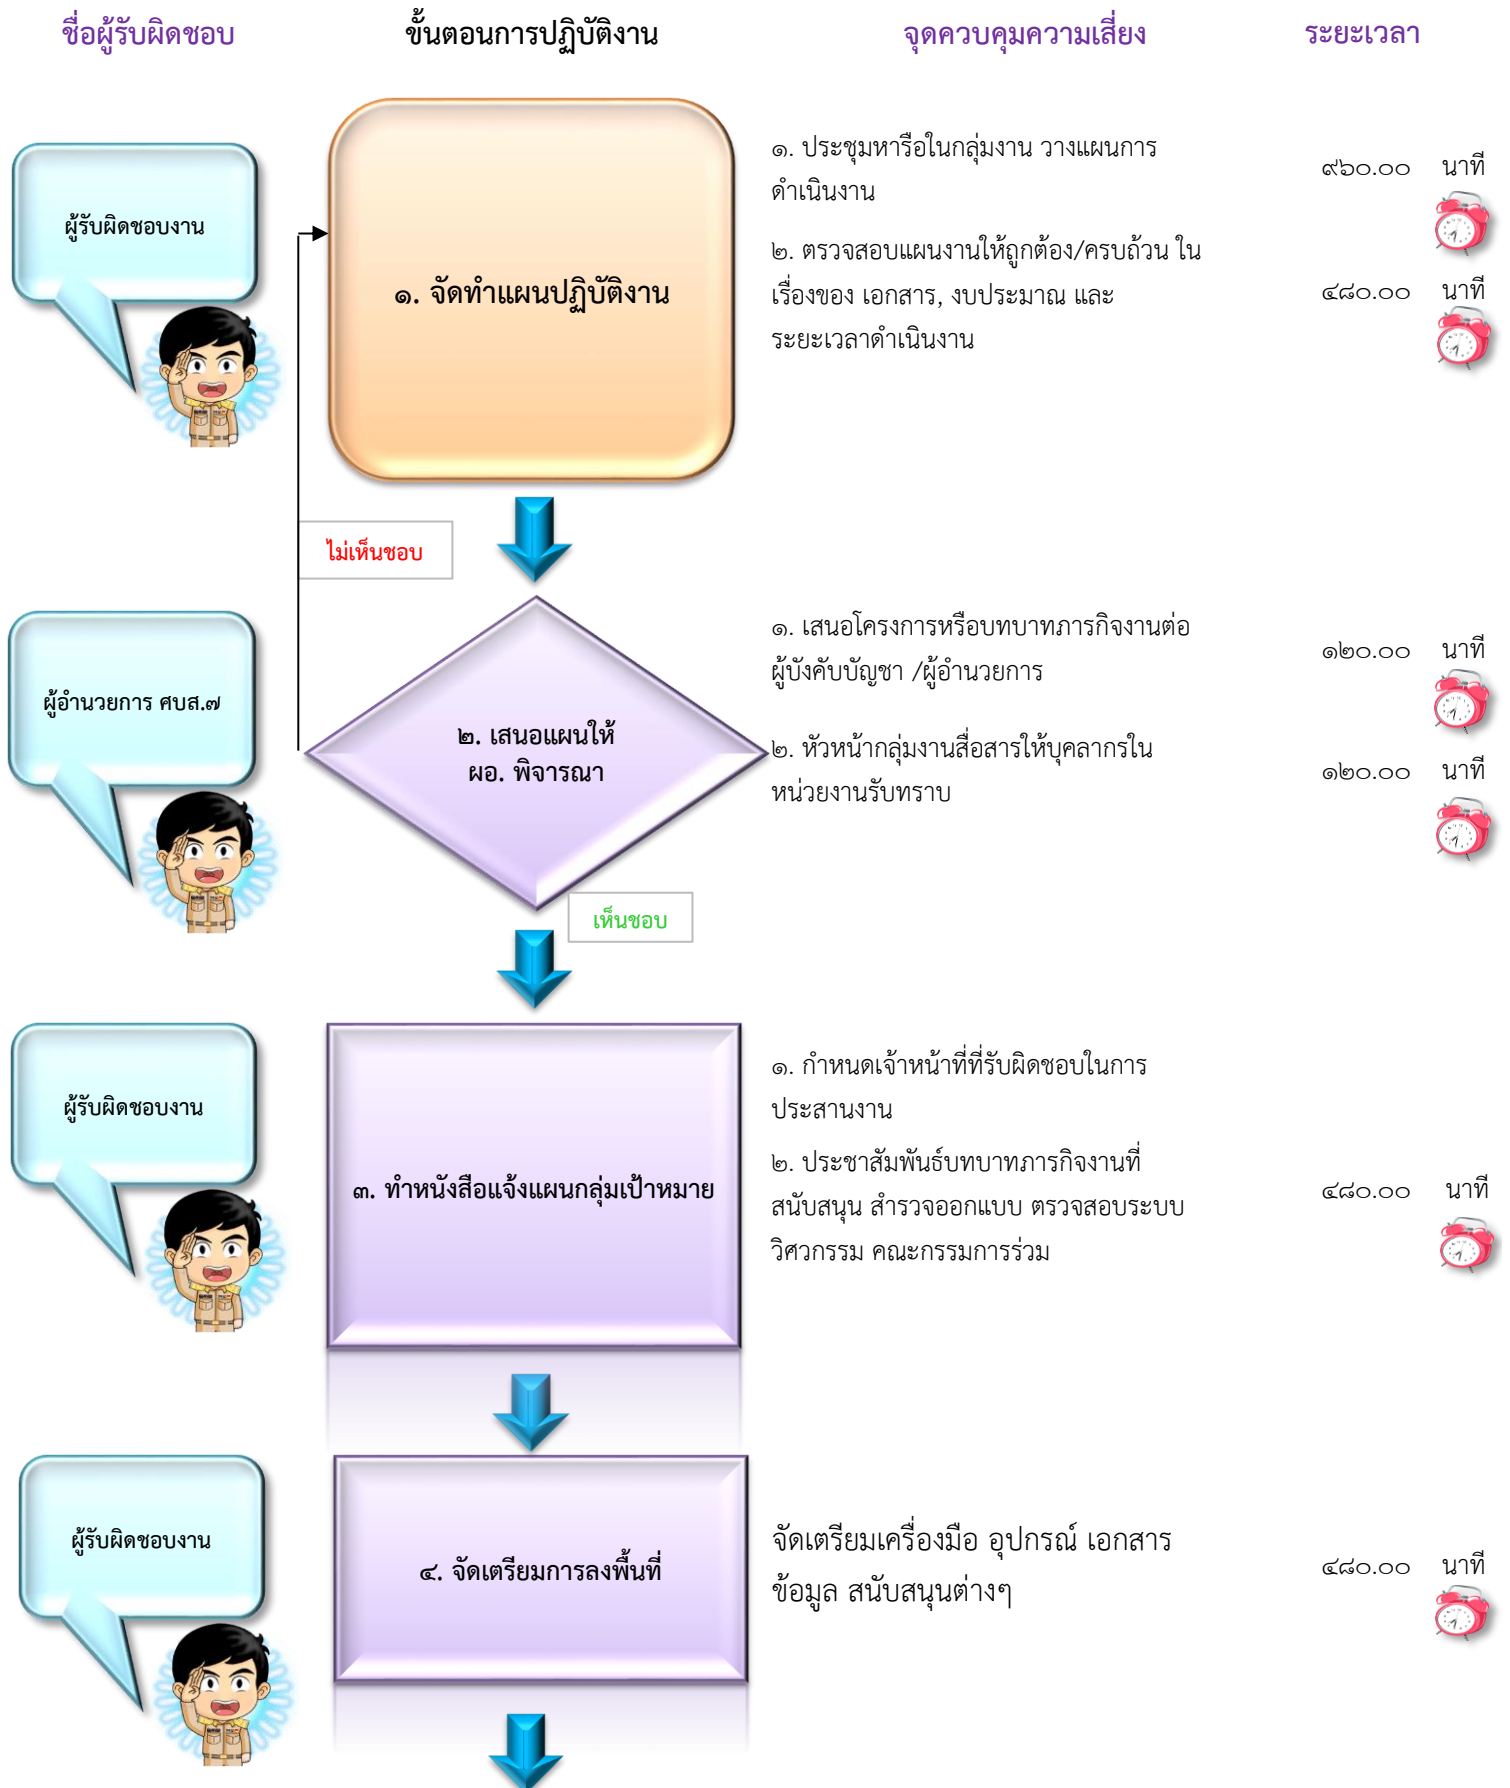 ชื่อผู้รับผิดชอบ ขั้นตอนการปฏิบัติงาน จุดควบคุมความเสี่ยง ระยะเวลา
ผู้รับผิดชอบงาน
๑. จัดทำแผนปฏิบัติงาน
๑. ประชุมหารือในกลุ่มงาน วางแผนการ
ดำเนินงาน
๙๖๐.๐๐ นาที
๒. ตรวจสอบแผนงานให้ถูกต้อง/ครบถ้วน ใน
เรื่องของ เอกสาร, งบประมาณ และ
ระยะเวลาดำเนินงาน
๔๘๐.๐๐ นาที
ไม่เห็นชอบ
ผู้อำนวยการ ศบส.๗
๒. เสนอแผนให้
ผอ. พิจารณา
๑. เสนอโครงการหรือบทบาทภารกิจงานต่อ
ผู้บังคับบัญชา /ผู้อำนวยการ
๑๒๐.๐๐ นาที
๒. หัวหน้ากลุ่มงานสื่อสารให้บุคลากรใน
หน่วยงานรับทราบ
๑๒๐.๐๐ นาที
เห็นชอบ
ผู้รับผิดชอบงาน
๓. ทำหนังสือแจ้งแผนกลุ่มเป้าหมาย
๑. กำหนดเจ้าหน้าที่ที่รับผิดชอบในการ
ประสานงาน
๒. ประชาสัมพันธ์บทบาทภารกิจงานที่
สนับสนุน สำรวจออกแบบ ตรวจสอบระบบ
วิศวกรรม คณะกรรมการร่วม
๔๘๐.๐๐ นาที
ผู้รับผิดชอบงาน
๔. จัดเตรียมการลงพื้นที่
จัดเตรียมเครื่องมือ อุปกรณ์ เอกสาร
ข้อมูล สนับสนุนต่างๆ
๔๘๐.๐๐ นาที